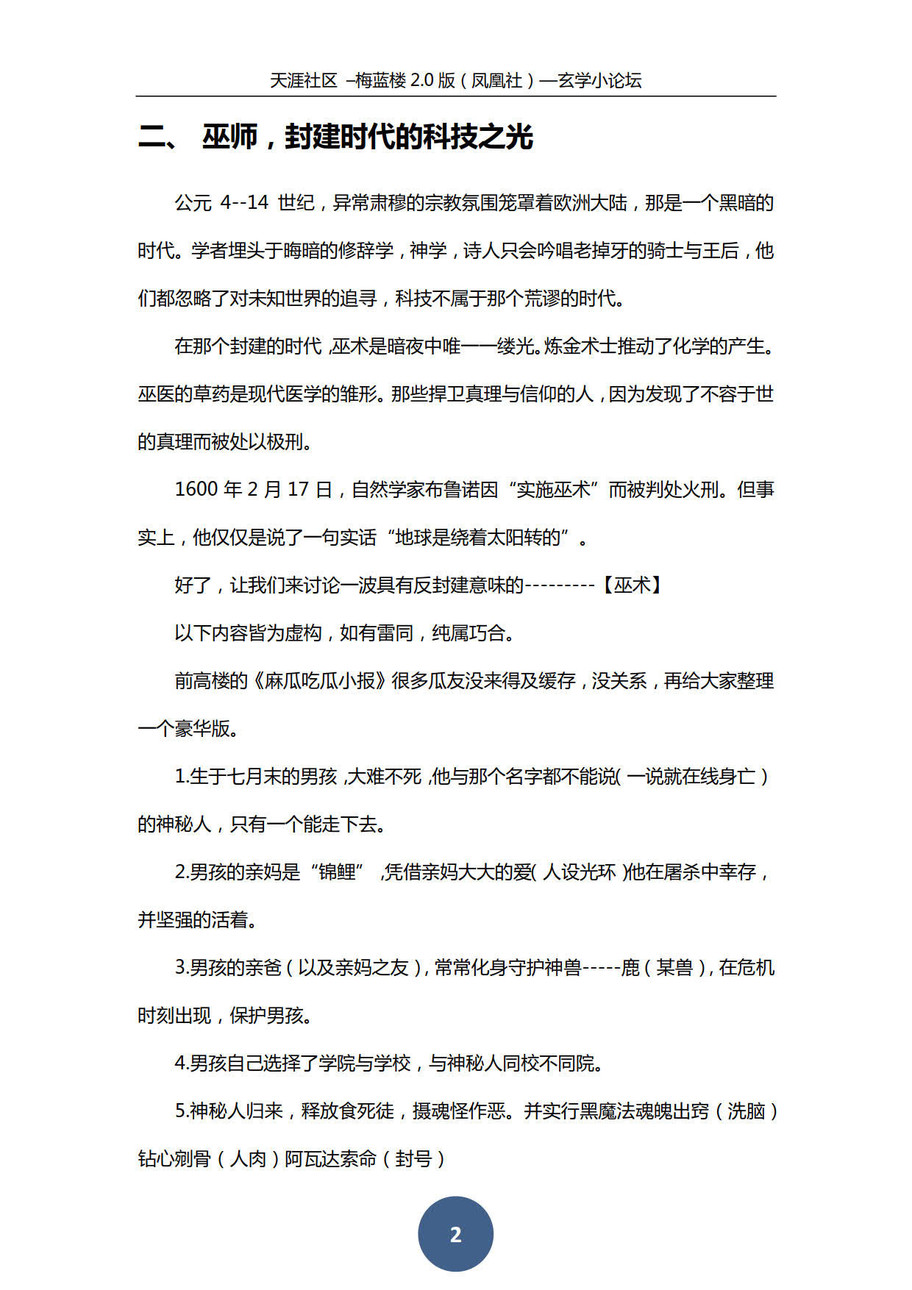 天涯社区 –梅蓝楼 2.0 版（凤凰社）—玄学小论坛
二、 巫师，封建时代的科技之光
公元 4--14 世纪，异常肃穆的宗教氛围笼罩着欧洲大陆，那是一个黑暗的
时代。学者埋头于晦暗的修辞学，神学，诗人只会吟唱老掉牙的骑士与王后，他
们都忽略了对未知世界的追寻，科技不属于那个荒谬的时代。
在那个封建的时代，巫术是暗夜中唯一一缕光。炼金术士推动了化学的产生。
巫医的草药是现代医学的雏形。那些捍卫真理与信仰的人，因为发现了不容于世
的真理而被处以极刑。
1600 年 2 月 17 日，自然学家布鲁诺因“实施巫术”而被判处火刑。但事
实上，他仅仅是说了一句实话“地球是绕着太阳转的”。
好了，让我们来讨论一波具有反封建意味的---------【巫术】
以下内容皆为虚构，如有雷同，纯属巧合。
前高楼的《麻瓜吃瓜小报》很多瓜友没来得及缓存，没关系，再给大家整理
一个豪华版。
1.生于七月末的男孩，大难不死，他与那个名字都不能说（一说就在线身亡）
的神秘人，只有一个能走下去。
2.男孩的亲妈是“锦鲤”，凭借亲妈大大的爱（人设光环）他在屠杀中幸存，
并坚强的活着。
3.男孩的亲爸（以及亲妈之友），常常化身守护神兽-----鹿（某兽），在危机
时刻出现，保护男孩。
4.男孩自己选择了学院与学校，与神秘人同校不同院。
5.神秘人归来，释放食死徒，摄魂怪作恶。并实行黑魔法魂魄出窍（洗脑）
钻心剜骨（人肉）阿瓦达索命（封号）
2